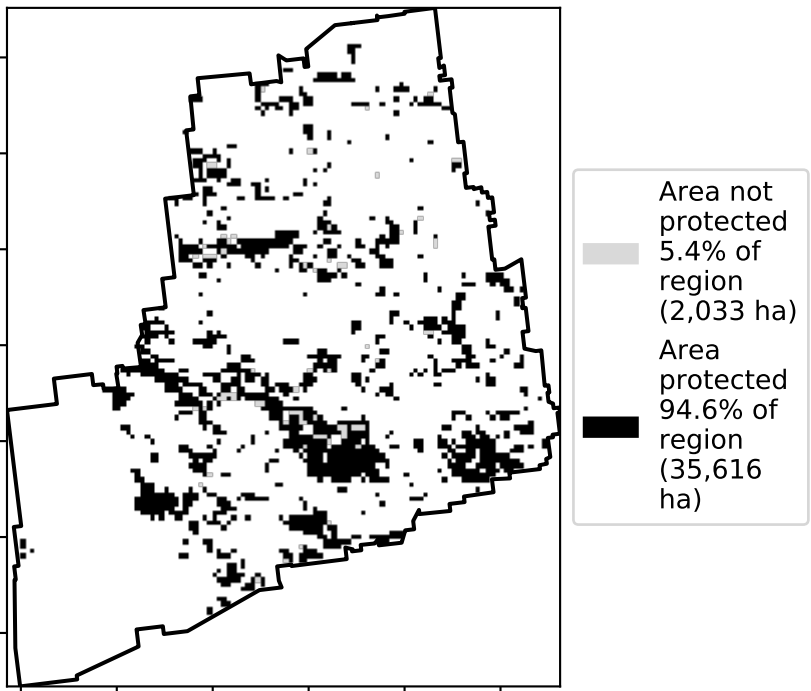 Area not
protected
5.4% of
region
(2,033 ha)
Area
protected
94.6% of
region
(35,616
ha)